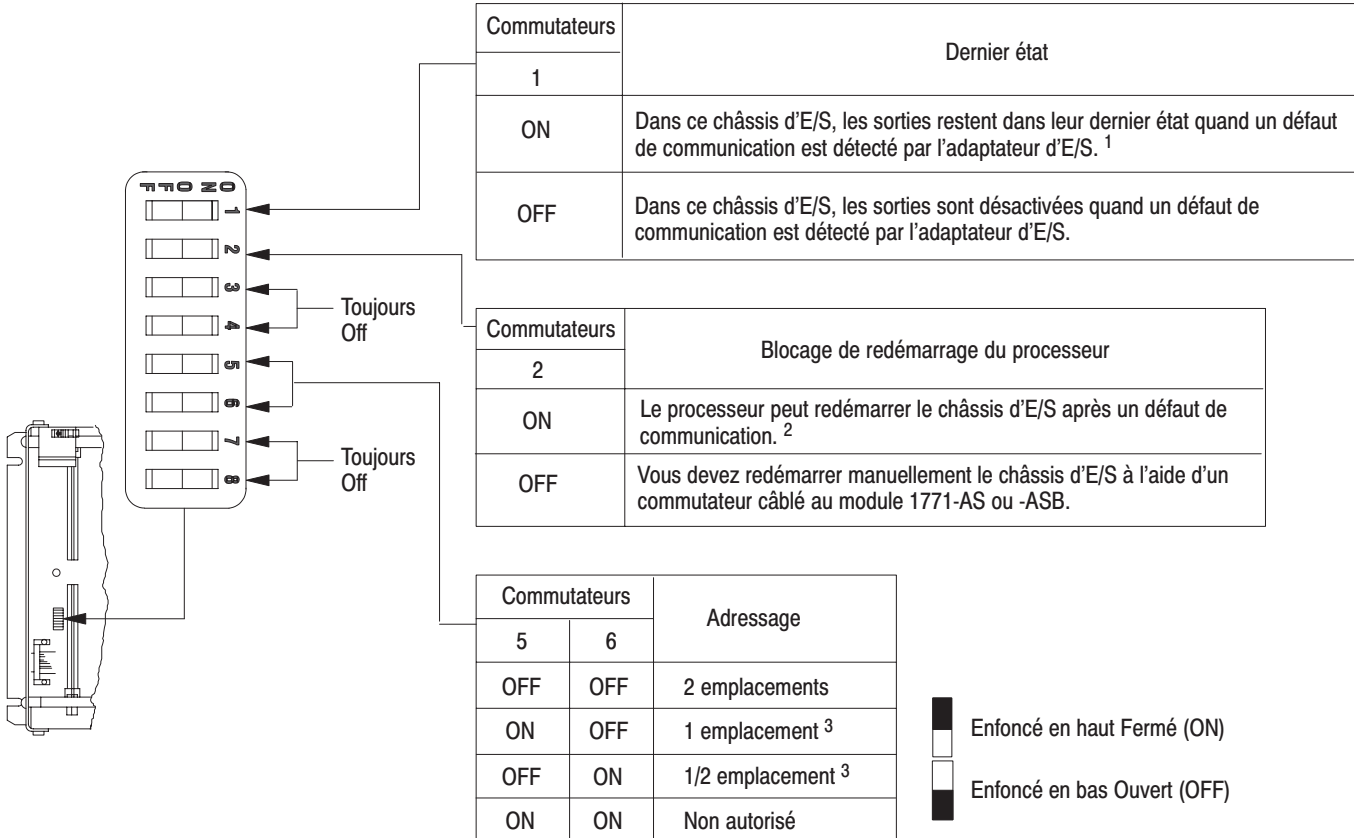 Commutateurs
Dernier état
1
ON
Dans ce châssis d'E/S, les sorties restent dans leur dernier état quand un défaut
de communication est détecté par l'adaptateur d'E/S. 1
OFF
Dans ce châssis d'E/S, les sorties sont désactivées quand un défaut de
communication est détecté par l'adaptateur d'E/S.
ON OFF
1
2
3
4
5
6
7
8
Toujours
Off
Toujours
Off
Commutateurs
Blocage de redémarrage du processeur
2
ON
Le processeur peut redémarrer le châssis d'E/S après un défaut de
communication. 2
OFF
Vous devez redémarrer manuellement le châssis d'E/S à l'aide d'un
commutateur câblé au module 1771-AS ou -ASB.
Commutateurs
Adressage
5 6
OFF OFF 2 emplacements
ON OFF 1 emplacement 3
OFF ON 1/2 emplacement 3
ON ON Non autorisé
Enfoncé en haut Fermé (ON)
Enfoncé en bas Ouvert (OFF)